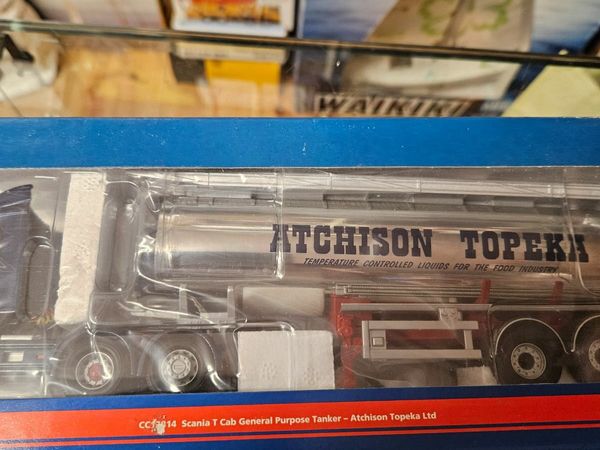 WAIKIKI
ATCHISON TOPEKA
TEMPERATURE CONTROLLED LIQUIDS FOR THE FOOD INDUSTRY
Scania T Cab General Purpose Tanker – Atchison Topeka Ltd